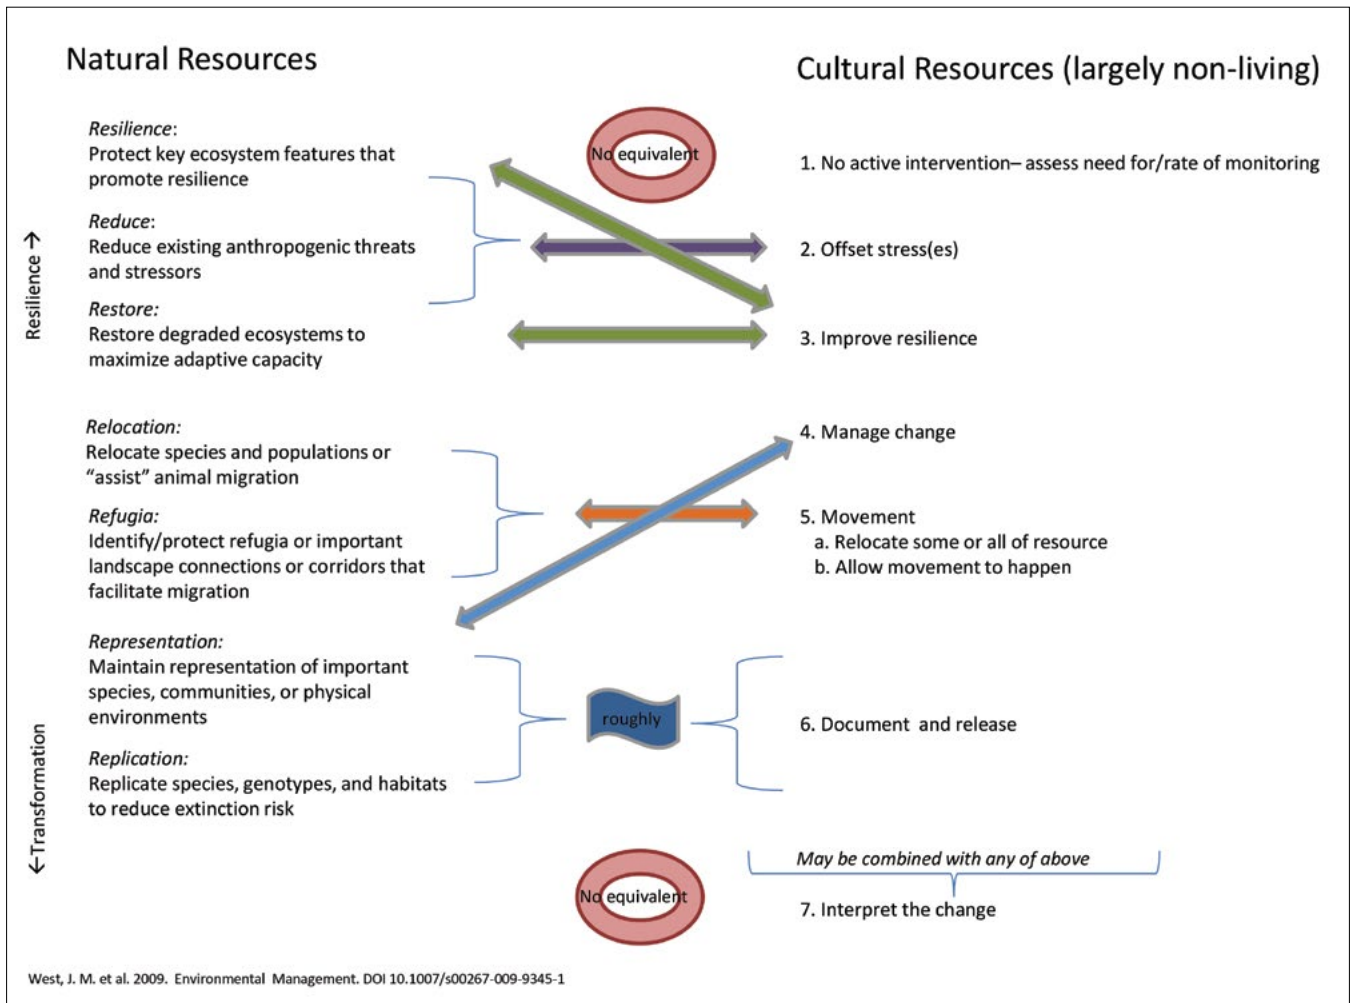 Natural Resources
Cultural Resources (largely non-living)
Resilience:
Protect key ecosystem features that
promote resilience
Reduce:
Reduce existing anthropogenic threats
and stressors
Restore:
Restore degraded ecosystems to
maximize adaptive capacity
Relocation:
Relocate species and populations or
“assist” animal migration
Refugia:
Identify/protect refugia or important
landscape connections or corridors that
facilitate migration
Representation:
Maintain representation of important
species, communities, or physical
environments
Replication:
Replicate species, genotypes, and habitats
to reduce extinction risk
Resilience →
←Transformation
No equivalent
roughly
No equivalent
1. No active intervention– assess need for/rate of monitoring
2. Offset stress(es)
3. Improve resilience
4. Manage change
5. Movement
a. Relocate some or all of resource
b. Allow movement to happen
6. Document and release
May be combined with any of above
7. Interpret the change
West, J. M. et al. 2009. Environmental Management. DOI 10.1007/s00267-009-9345-1